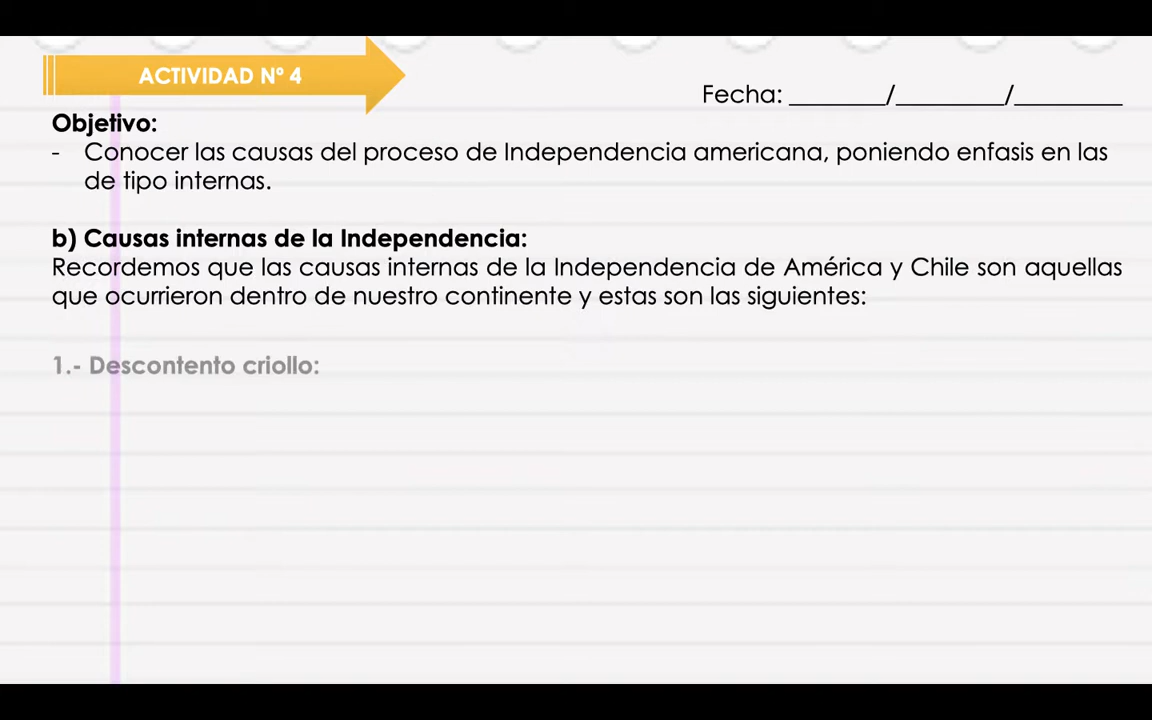 ACTIVIDAD Nº 4
Fecha: ________/_________/_________
Objetivo:
- Conocer las causas del proceso de Independencia americana, poniendo enfasis en las
de tipo internas.
b) Causas internas de la Independencia:
Recordemos que las causas internas de la Independencia de América y Chile son aquellas
que ocurrieron dentro de nuestro continente y estas son las siguientes:
1.- Descontento criollo: